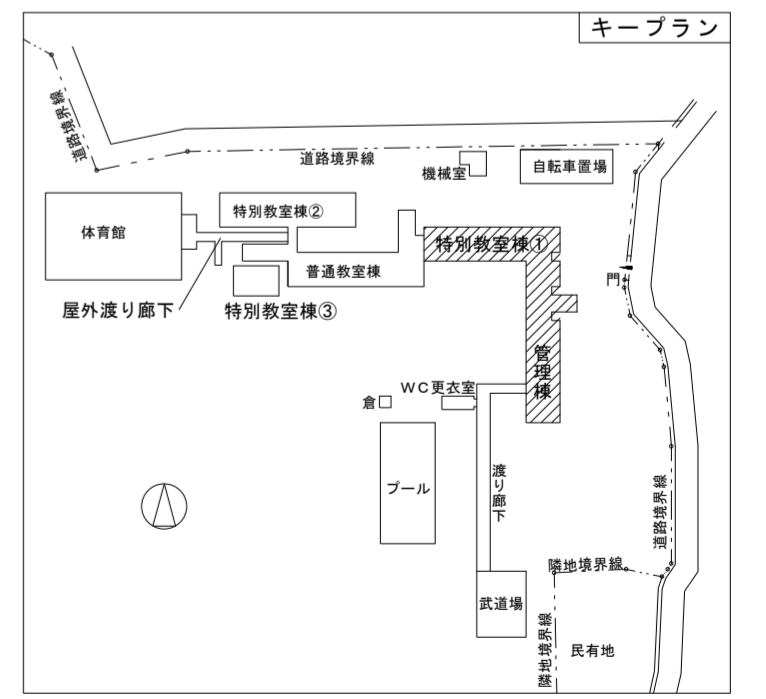 キープラン
道路境界線
道路境界線
機械室
自転車置場
体育館
特別教室棟②
特別教室棟①
普通教室棟
門
屋外渡り廊下
特別教室棟③
管理棟
WC更衣室
倉
プール
渡り廊下
道路境界線
隣地境界線
武道場
隣地境界線
民有地